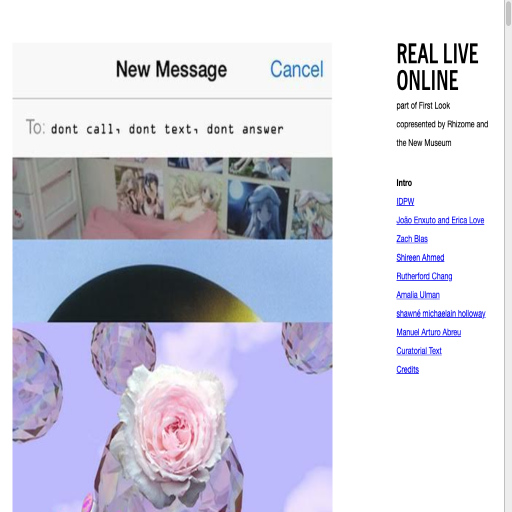 New Message Cancel
To: dont call, dont text, dont answer
REAL LIVE
ONLINE
part of First Look
copresented by Rhizome and
the New Museum
Intro
IDPW
João Enxuto and Erica Love
Zach Blas
Shireen Ahmed
Rutherford Chang
Amalia Ulman
shawné michaelain holloway
Manuel Arturo Abreu
Curatorial Text
Credits